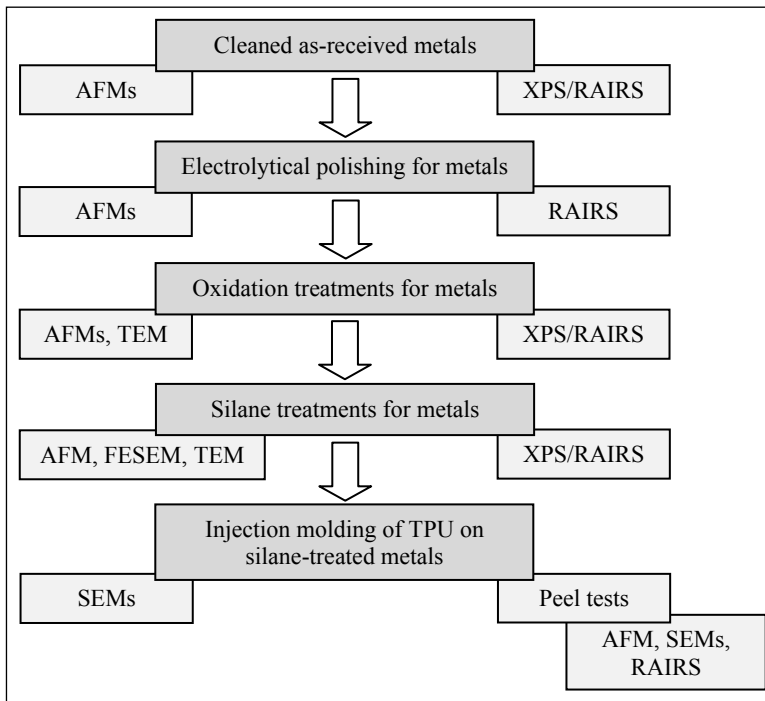 Cleaned as-received metals
AFMs
XPS/RAIRS
Electrolytical polishing for metals
AFMs
RAIRS
Oxidation treatments for metals
AFMs, TEM
XPS/RAIRS
Silane treatments for metals
AFM, FESEM, TEM
XPS/RAIRS
Injection molding of TPU on
silane-treated metals
SEMs
Peel tests
AFM, SEMs,
RAIRS